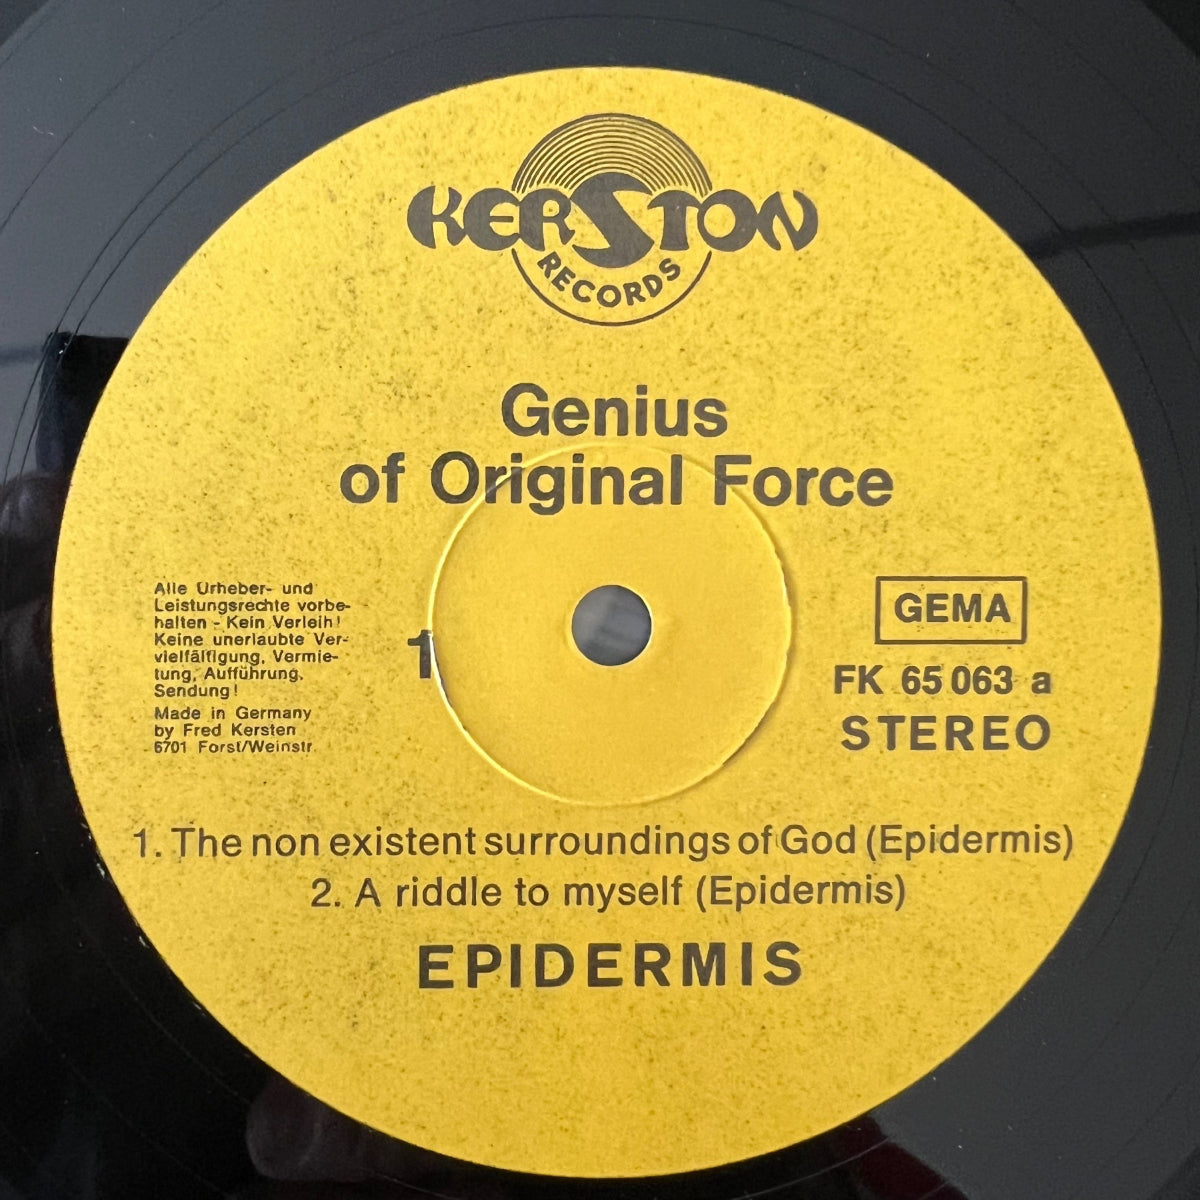 KERSTON
RECORDS
Genius
of Original Force
Alle Urheber- und
Leistungsrechte vorbe-
halten - Kein Verleih!
Keine unerlaubte Ver-
vielfältigung, Vermie-
tung, Aufführung,
Sendung!
Made in Germany
by Fred Kersten
6701 Forst/Weinstr.
1
GEMA
FK 65 063 a
STEREO
1. The non existent surroundings of God (Epidermis)
2. A riddle to myself (Epidermis)
EPIDERMIS